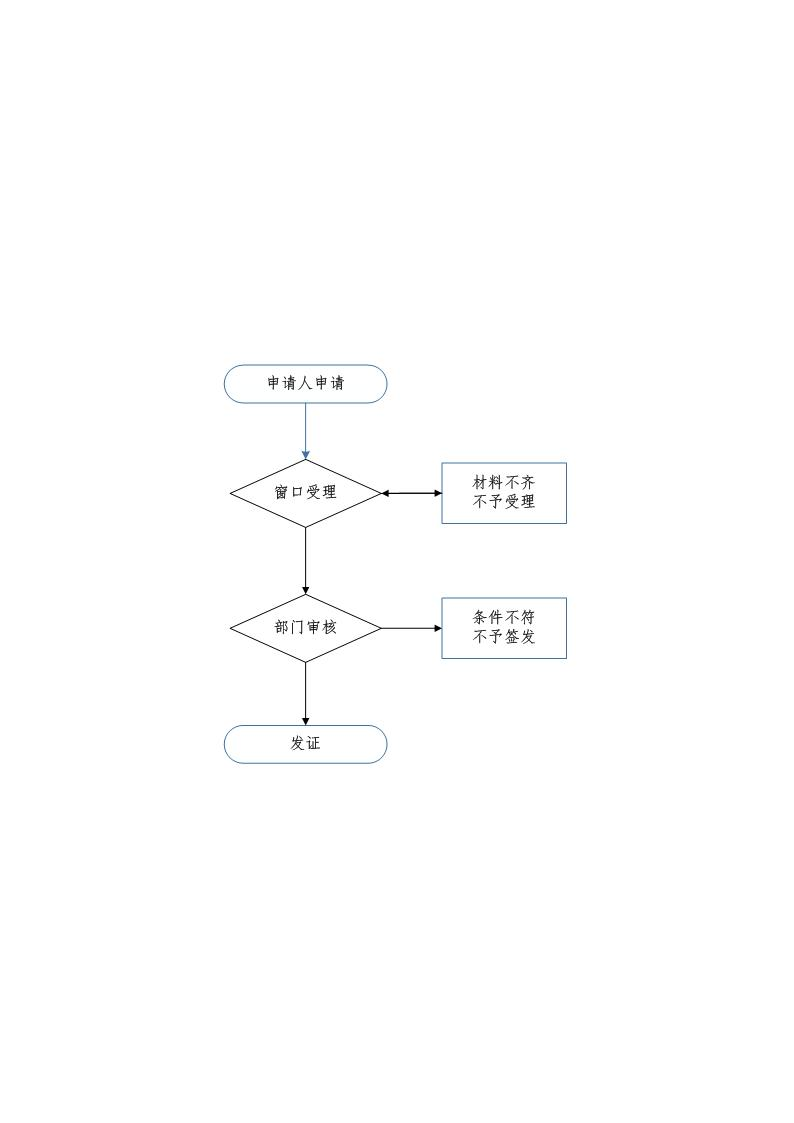 申请人申请
窗口受理
材料不齐
不予受理
部门审核
条件不符
不予签发
发证